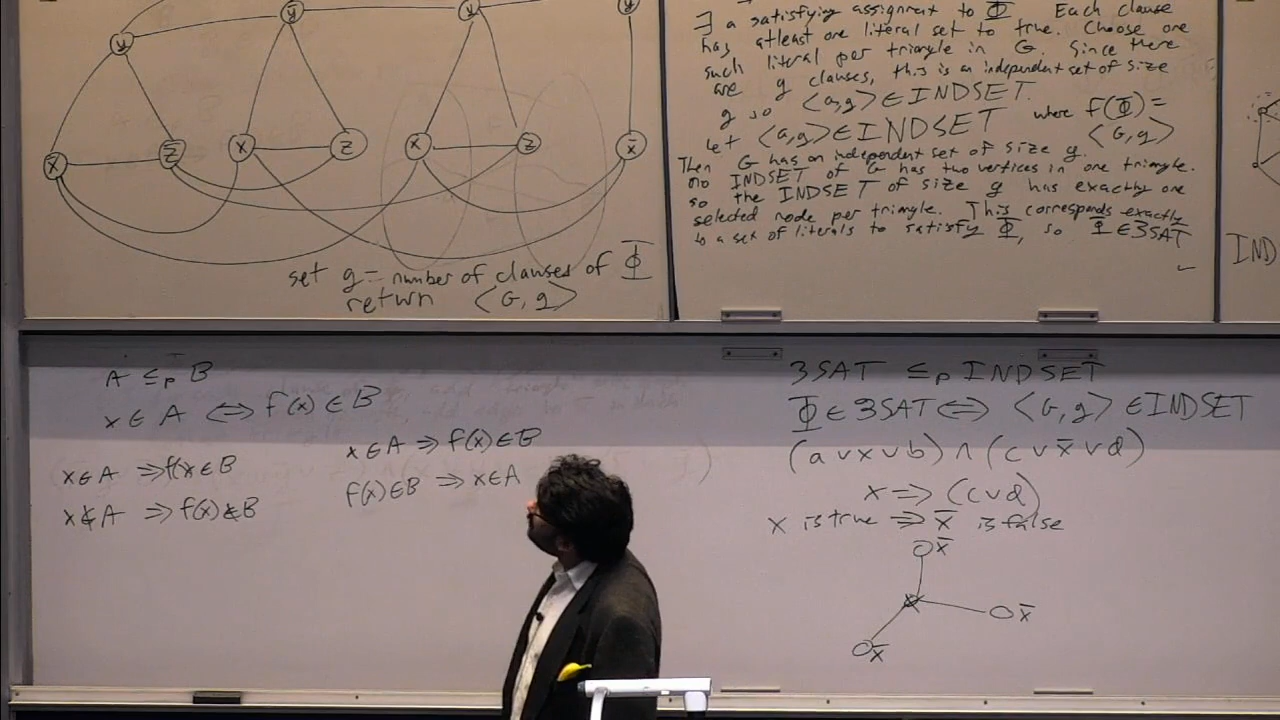 y
ȳ
y
y
x̄
z̄
x
z
x
z
x̄
set g = number of clauses of Φ
return ⟨G, g⟩
∃ a satisfying assignment to Φ. Each clause
has atleast one literal set to true. Choose one
such literal per triangle in G. Since there
are g clauses, this is an independent set of size
g so ⟨a,g⟩ ∈ INDSET.
Let ⟨a,g⟩ ∈ INDSET where f(Φ) = ⟨G, g⟩
Then G has an independent set of size g.
No INDSET of G has two vertices in one triangle.
so the INDSET of size g has exactly one
selected node per triangle. This corresponds exactly
to a set of literals to satisfy Φ, so Φ ∈ 3SAT
✓
IND
A ≤p B
x ∈ A ⟺ f(x) ∈ B
x ∈ A ⟹ f(x ∈ B
x ∉ A ⟹ f(x) ∉ B
x ∈ A ⟹ f(x) ∈ B
f(x) ∈ B ⟹ x ∈ A
3SAT ≤p INDSET
Φ ∈ 3SAT ⟺ ⟨G, g⟩ ∈ INDSET
(a ∨ x ∨ b) ∧ (c ∨ x̄ ∨ d)
x ⟹ (c ∨ d)
x is true ⟹ x̄ is false
x̄
x
x̄
x̄